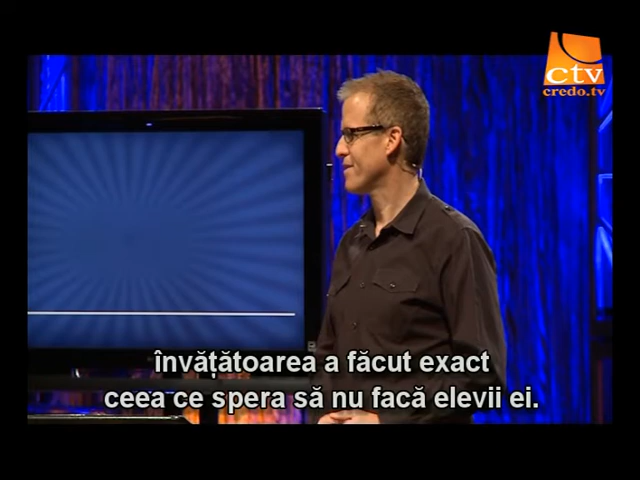 ctv
credo.tv
învățătoarea a făcut exact
ceea ce spera să nu facă elevii ei.